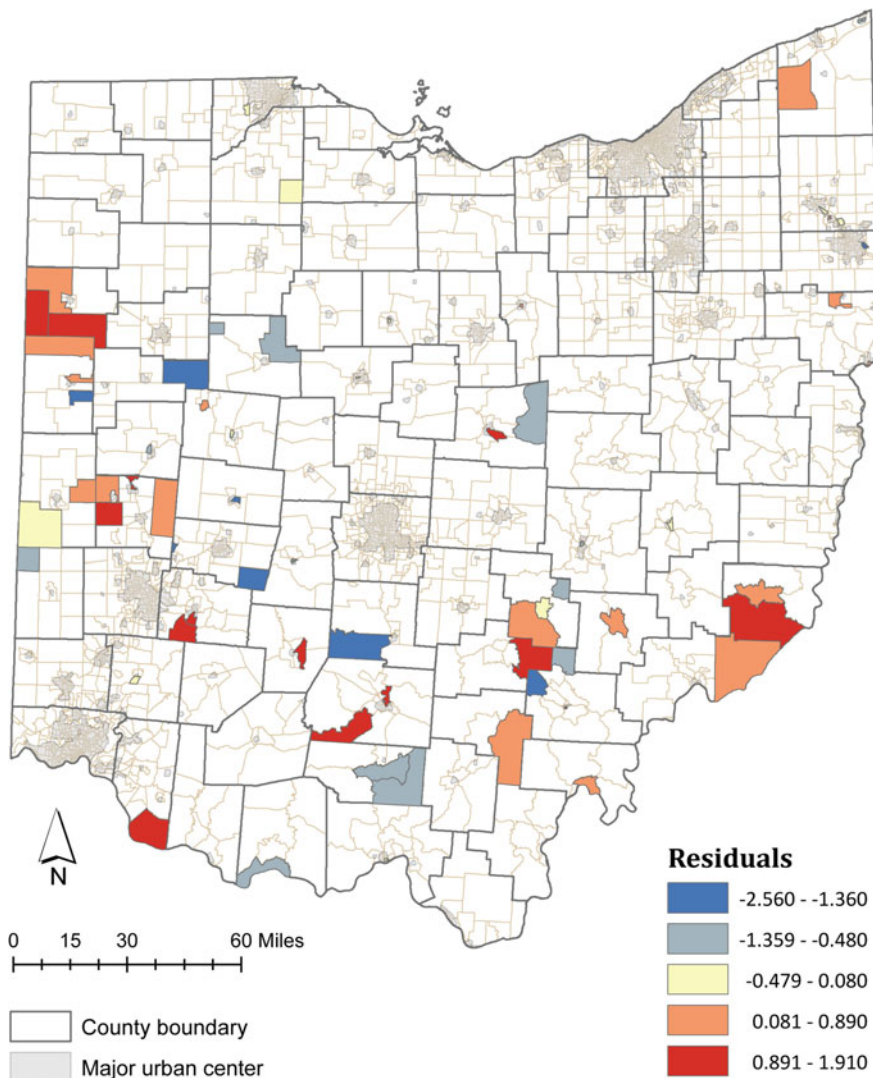 N
0 15 30 60 Miles
County boundary
Major urban center
Residuals
-2.560 - -1.360
-1.359 - -0.480
-0.479 - 0.080
0.081 - 0.890
0.891 - 1.910